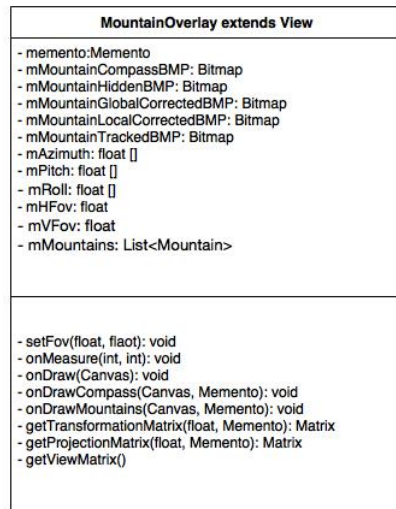 MountainOverlay extends View
- memento:Memento
- mMountainCompassBMP: Bitmap
- mMountainHiddenBMP: Bitmap
- mMountainGlobalCorrectedBMP: Bitmap
- mMountainLocalCorrectedBMP: Bitmap
- mMountainTrackedBMP: Bitmap
- mAzimuth: float []
- mPitch: float []
- mRoll: float []
- mHFov: float
- mVFov: float
- mMountains: List<Mountain>
- setFov(float, flaot): void
- onMeasure(int, int): void
- onDraw(Canvas): void
- onDrawCompass(Canvas, Memento): void
- onDrawMountains(Canvas, Memento): void
- getTransformationMatrix(float, Memento): Matrix
- getProjectionMatrix(float, Memento): Matrix
- getViewMatrix()